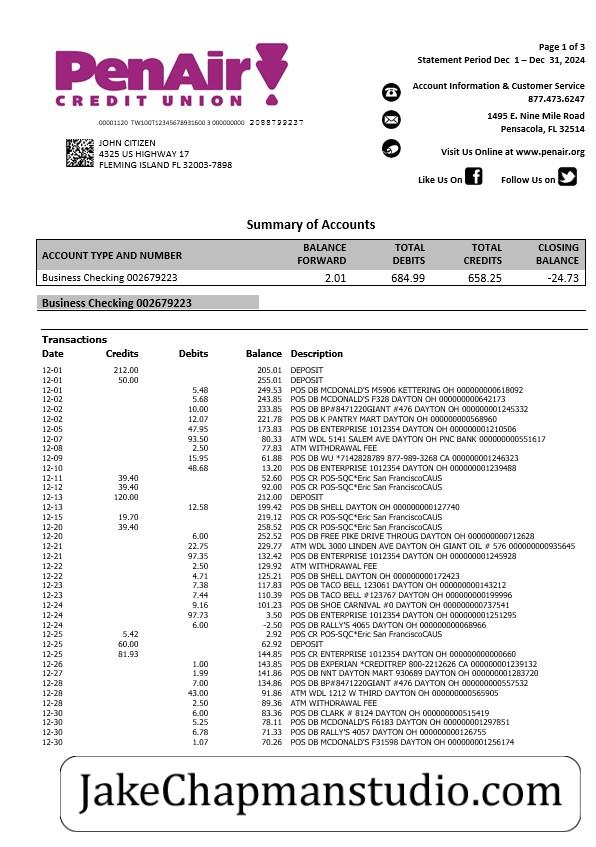 Page 1 of 3
Statement Period Dec 1 – Dec 31, 2024
PenAir
CREDIT UNION
Account Information & Customer Service
877.473.6247
1495 E. Nine Mile Road
Pensacola, FL 32514
Visit Us Online at www.penair.org
Like Us On Follow Us on
00001120 TW100T12345678931600 3 000000000 2088799237
JOHN CITIZEN
4325 US HIGHWAY 17
FLEMING ISLAND FL 32003-7898
Summary of Accounts
ACCOUNT TYPE AND NUMBER BALANCE FORWARD TOTAL DEBITS TOTAL CREDITS CLOSING BALANCE
Business Checking 002679223 2.01 684.99 658.25 -24.73
Business Checking 002679223
Transactions
Date Credits Debits Balance Description
12-01 212.00 205.01 DEPOSIT
12-01 50.00 255.01 DEPOSIT
12-01 5.48 249.53 POS DB MCDONALD'S M5906 KETTERING OH 000000000618092
12-02 5.68 243.85 POS DB MCDONALD'S F328 DAYTON OH 000000000642173
12-02 10.00 233.85 POS DB BP#8471220GIANT #476 DAYTON OH 000000001245332
12-02 12.07 221.78 POS DB K PANTRY MART DAYTON OH 000000000568960
12-05 47.95 173.83 POS DB ENTERPRISE 1012354 DAYTON OH 000000001210506
12-07 93.50 80.33 ATM WDL 5141 SALEM AVE DAYTON OH PNC BANK 000000000551617
12-08 2.50 77.83 ATM WITHDRAWAL FEE
12-09 15.95 61.88 POS DB WU *7142828789 877-989-3268 CA 000000001246323
12-10 48.68 13.20 POS DB ENTERPRISE 1012354 DAYTON OH 000000001239488
12-11 39.40 52.60 POS CR POS-SQC*Eric San FranciscoCAUS
12-12 39.40 92.00 POS CR POS-SQC*Eric San FranciscoCAUS
12-13 120.00 212.00 DEPOSIT
12-13 12.58 199.42 POS DB SHELL DAYTON OH 000000000127740
12-15 19.70 219.12 POS CR POS-SQC*Eric San FranciscoCAUS
12-20 39.40 258.52 POS CR POS-SQC*Eric San FranciscoCAUS
12-20 6.00 252.52 POS DB FREE PIKE DRIVE THROUG DAYTON OH 000000000712628
12-21 22.75 229.77 ATM WDL 3000 LINDEN AVE DAYTON OH GIANT OIL # 576 000000000935645
12-21 97.35 132.42 POS DB ENTERPRISE 1012354 DAYTON OH 000000001245928
12-22 2.50 129.92 ATM WITHDRAWAL FEE
12-22 4.71 125.21 POS DB SHELL DAYTON OH 000000000172423
12-23 7.38 117.83 POS DB TACO BELL 123061 DAYTON OH 000000000143212
12-23 7.44 110.39 POS DB TACO BELL #123767 DAYTON OH 000000000199996
12-24 9.16 101.23 POS DB SHOE CARNIVAL #0 DAYTON OH 000000000737541
12-24 97.73 3.50 POS DB ENTERPRISE 1012354 DAYTON OH 000000001251295
12-24 6.00 -2.50 POS DB RALLY'S 4065 DAYTON OH 000000000068966
12-25 5.42 2.92 POS CR POS-SQC*Eric San FranciscoCAUS
12-25 60.00 62.92 DEPOSIT
12-25 81.93 144.85 POS CR ENTERPRISE 1012354 DAYTON OH 000000000000660
12-26 1.00 143.85 POS DB EXPERIAN *CREDITREP 800-2212626 CA 000000001239132
12-27 1.99 141.86 POS DB NNT DAYTON MART 930689 DAYTON OH 000000001283720
12-28 7.00 134.86 POS DB BP#8471220GIANT #476 DAYTON OH 000000000557532
12-28 43.00 91.86 ATM WDL 1212 W THIRD DAYTON OH 000000000565905
12-28 2.50 89.36 ATM WITHDRAWAL FEE
12-30 6.00 83.36 POS DB CLARK # 8124 DAYTON OH 000000000515419
12-30 5.25 78.11 POS DB MCDONALD'S F6183 DAYTON OH 000000001297851
12-30 6.78 71.33 POS DB RALLY'S 4057 DAYTON OH 000000000126755
12-30 1.07 70.26 POS DB MCDONALD'S F31598 DAYTON OH 000000001256174
JakeChapmanstudio.com